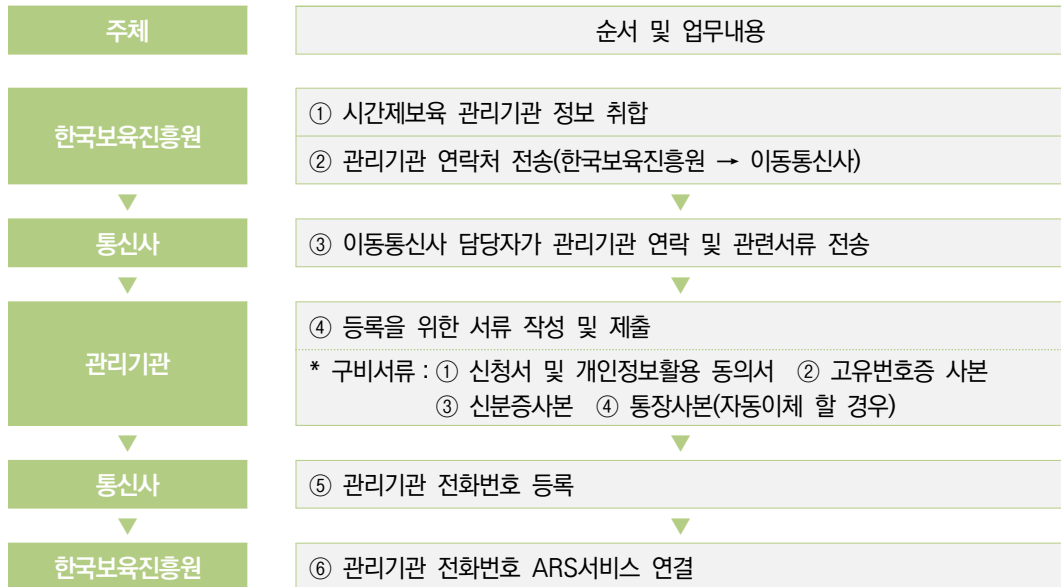 주체
순서 및 업무내용
한국보육진흥원
① 시간제보육 관리기관 정보 취합
② 관리기관 연락처 전송(한국보육진흥원 → 이동통신사)
▼ ▼
통신사
③ 이동통신사 담당자가 관리기관 연락 및 관련서류 전송
▼ ▼
관리기관
④ 등록을 위한 서류 작성 및 제출
* 구비서류 : ① 신청서 및 개인정보활용 동의서 ② 고유번호증 사본
③ 신분증사본 ④ 통장사본(자동이체 할 경우)
▼ ▼
통신사
⑤ 관리기관 전화번호 등록
▼ ▼
한국보육진흥원
⑥ 관리기관 전화번호 ARS서비스 연결